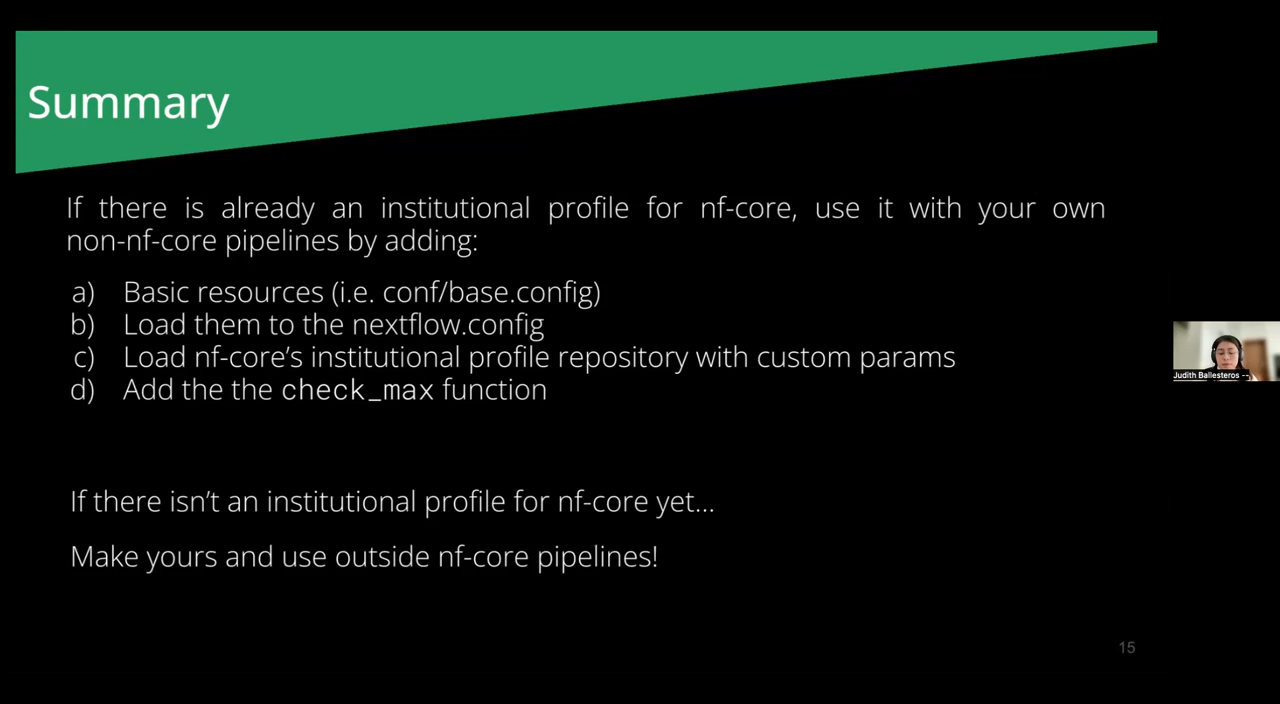 Summary
If there is already an institutional profile for nf-core, use it with your own
non-nf-core pipelines by adding:
a) Basic resources (i.e. conf/base.config)
b) Load them to the nextflow.config
c) Load nf-core’s institutional profile repository with custom params
d) Add the the check_max function
Judith Ballesteros --
If there isn’t an institutional profile for nf-core yet...
Make yours and use outside nf-core pipelines!
15